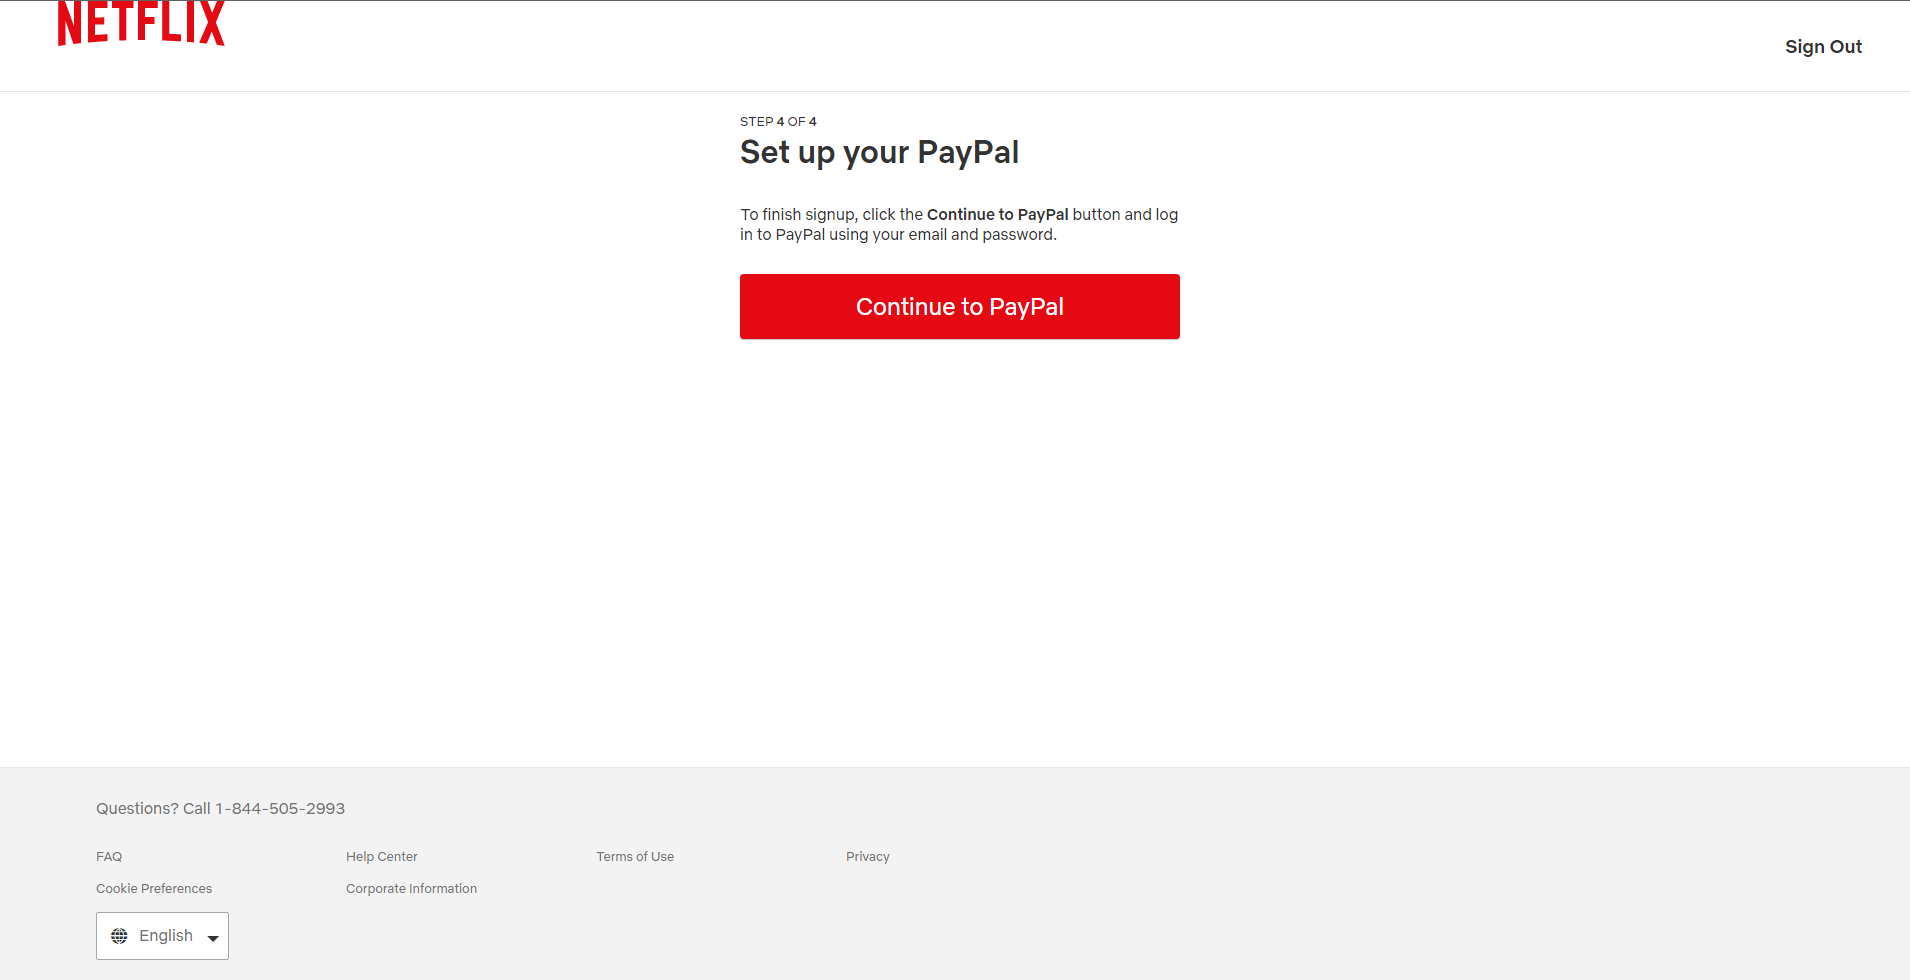 NETFLIX
Sign Out
STEP 4 OF 4
Set up your PayPal
To finish signup, click the Continue to PayPal button and log
in to PayPal using your email and password.
Continue to PayPal
Questions? Call 1-844-505-2993
FAQ
Help Center
Terms of Use
Privacy
Cookie Preferences
Corporate Information
English